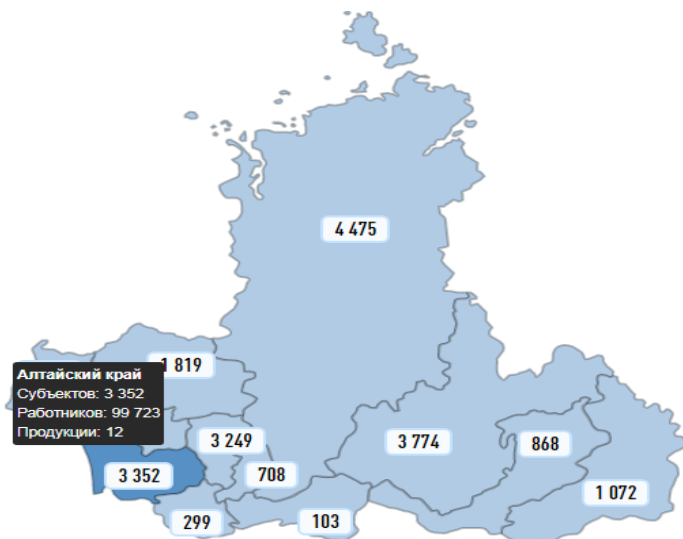 4 475
1 819
Алтайский край
Субъектов: 3 352
Работников: 99 723
Продукции: 12
3 249
3 774
868
3 352
708
1 072
299
103